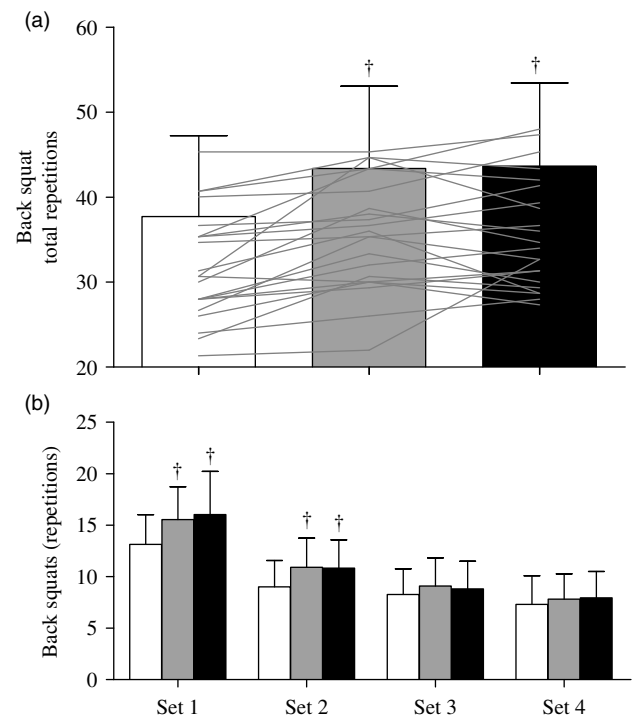 (a)
60
50
40
30
20
Back squat
total repetitions
†
†
(b)
25
20
15
10
5
0
Back squats (repetitions)
†
†
†
†
Set 1
Set 2
Set 3
Set 4